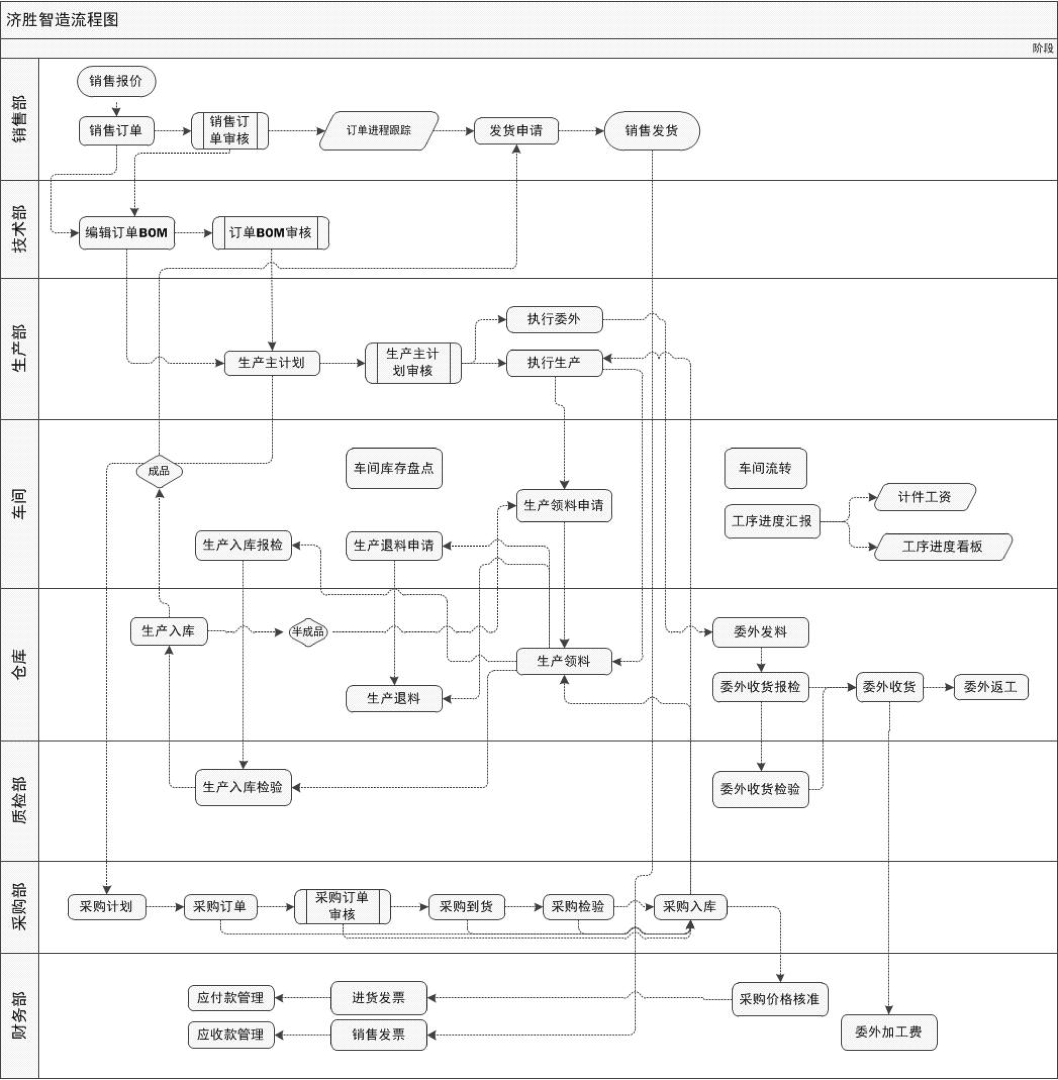 济胜智造流程图
阶段
销售部
销售报价
销售订单
销售订
单审核
订单进程跟踪
发货申请
销售发货
技术部
编辑订单BOM
订单BOM审核
生产部
执行委外
生产主计划
生产主计
划审核
执行生产
车间
成品
车间库存盘点
车间流转
生产领料申请
计件工资
工序进度汇报
生产入库报检
生产退料申请
工序进度看板
仓库
生产入库
半成品
委外发料
生产领料
生产退料
委外收货报检
委外收货
委外返工
质检部
生产入库检验
委外收货检验
采购部
采购计划
采购订单
采购订单
审核
采购到货
采购检验
采购入库
财务部
应付款管理
进货发票
采购价格核准
应收款管理
销售发票
委外加工费